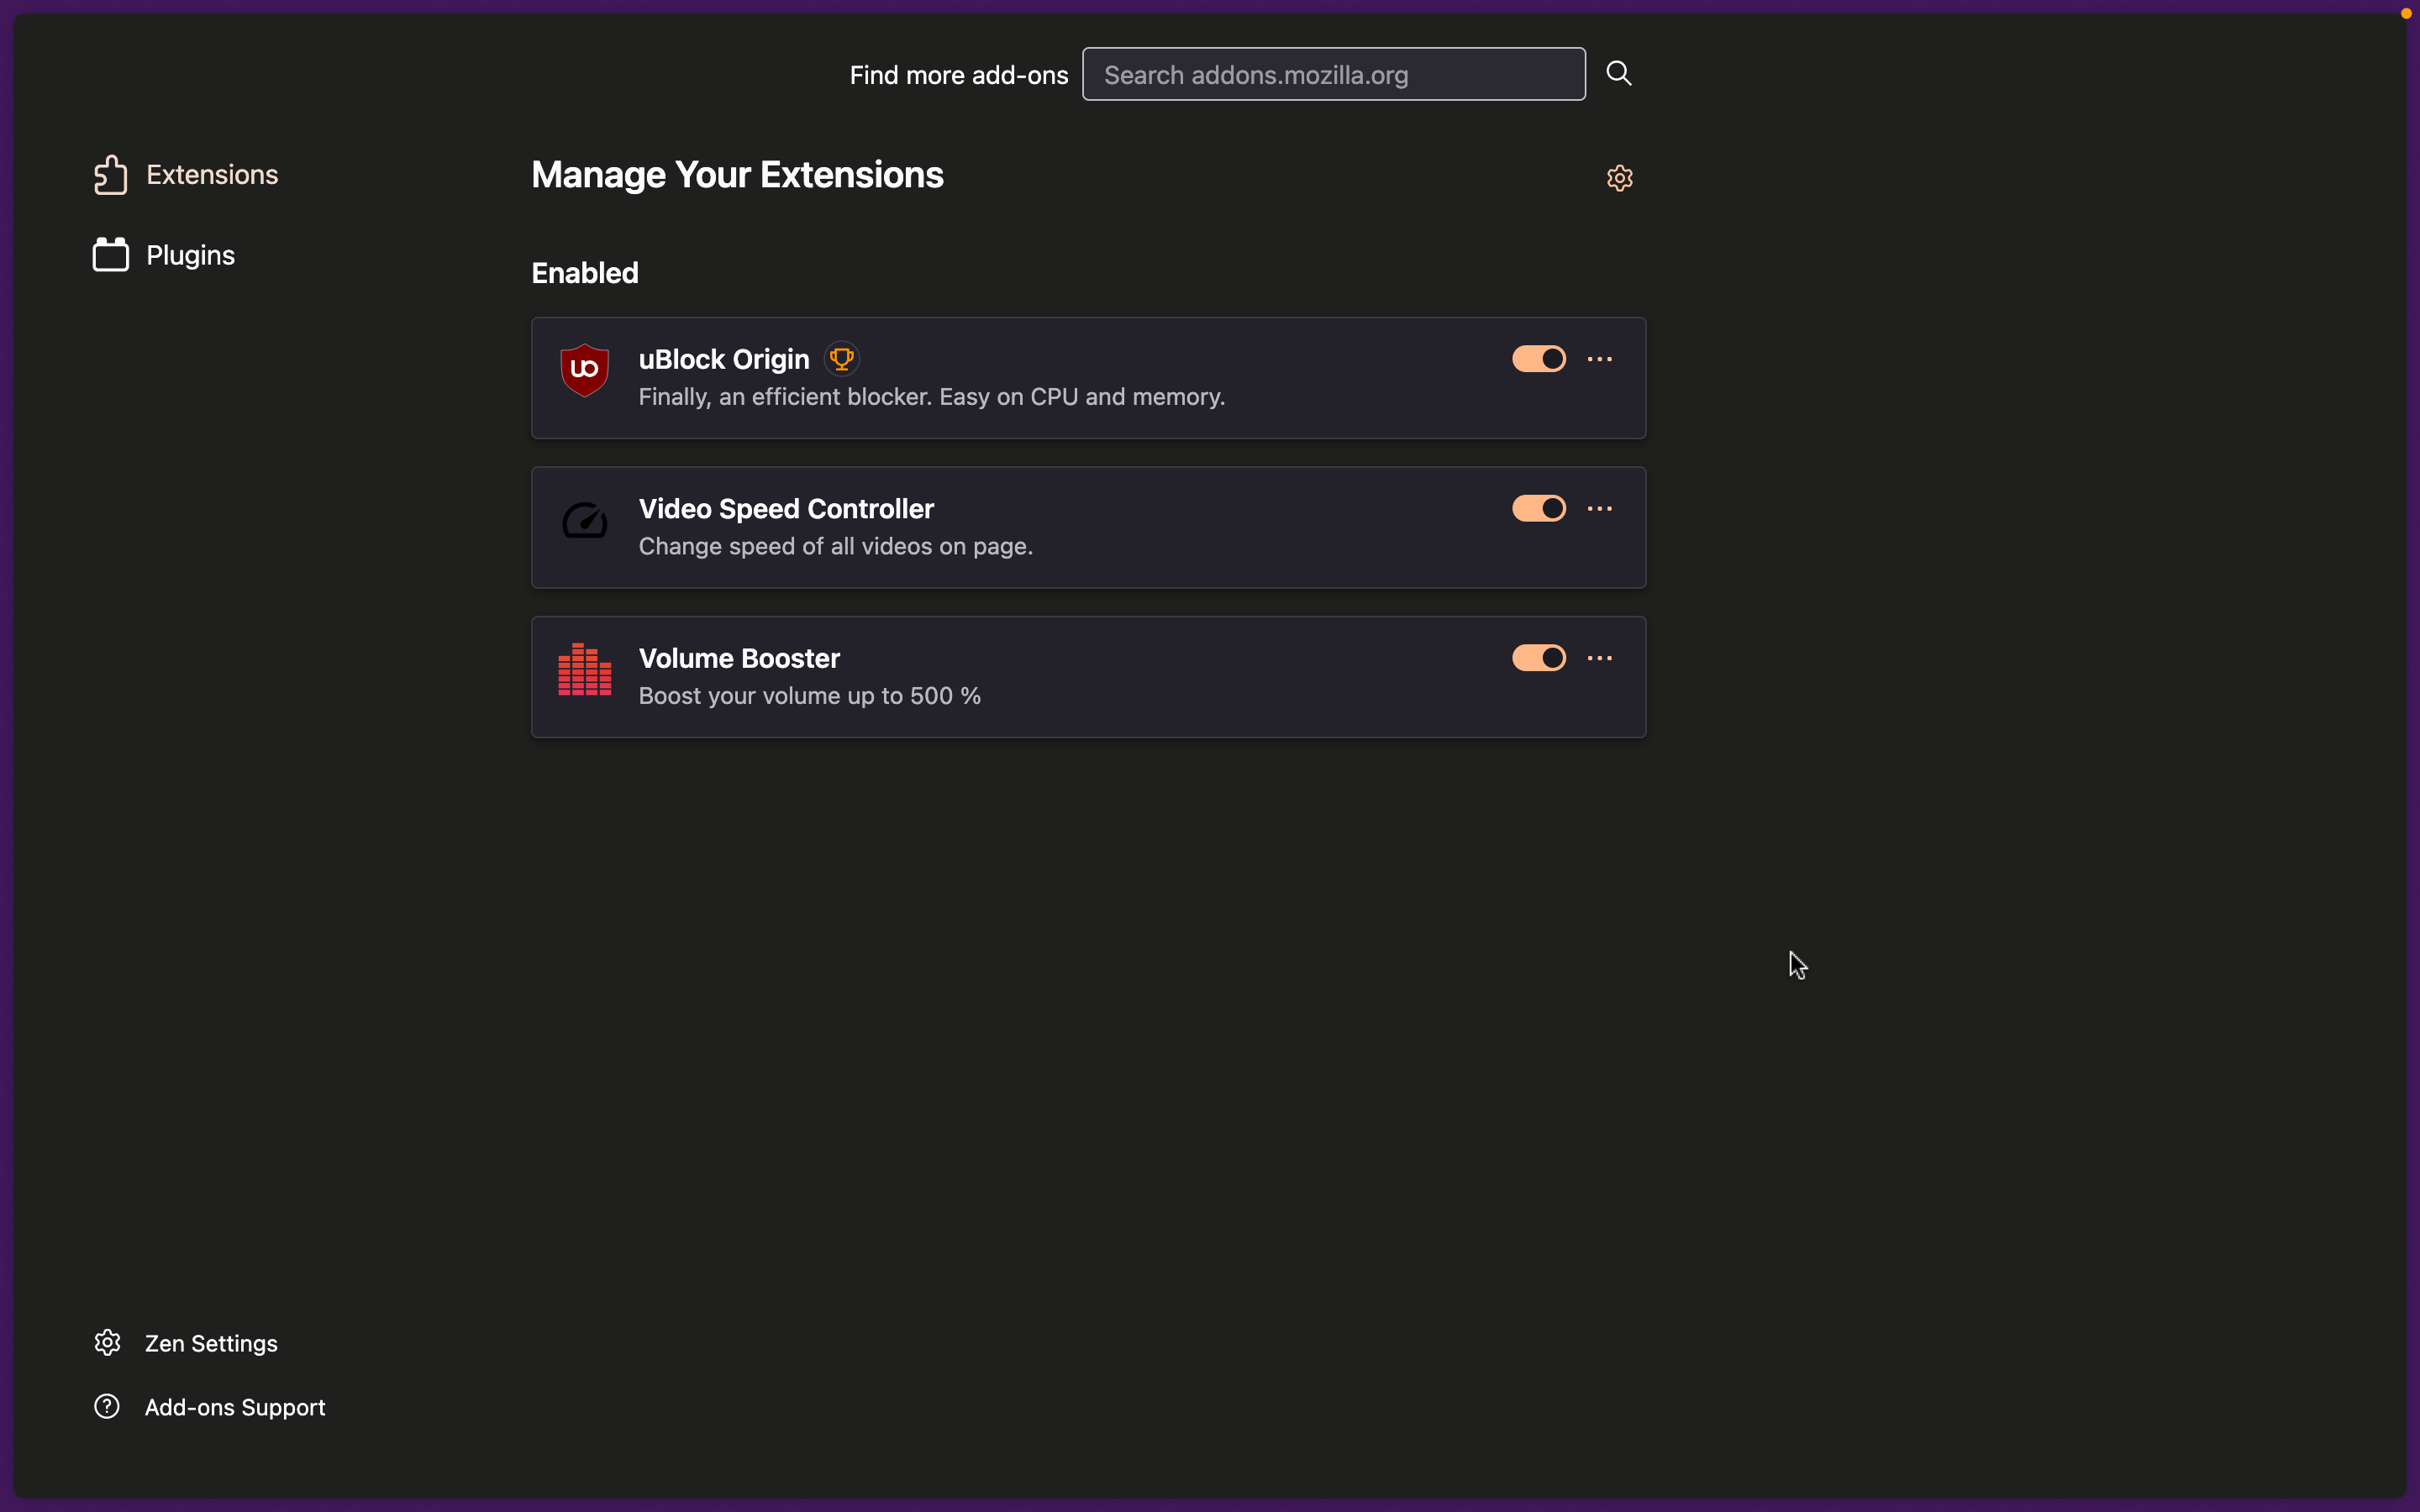 Find more add-ons
Search addons.mozilla.org
Extensions
Plugins
Manage Your Extensions
Enabled
uBlock Origin
Finally, an efficient blocker. Easy on CPU and memory.
Video Speed Controller
Change speed of all videos on page.
Volume Booster
Boost your volume up to 500 %
Zen Settings
Add-ons Support